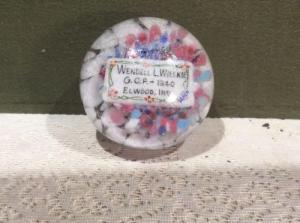 WENDELL L. WILLKIE
G.O.P. - 1940
ELWOOD, IND